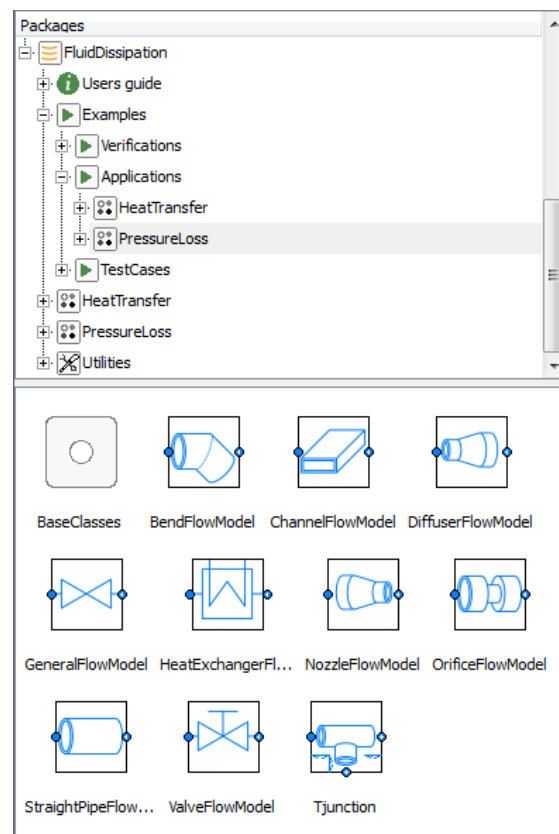 Packages
FluidDissipation
Users guide
Examples
Verifications
Applications
HeatTransfer
PressureLoss
TestCases
HeatTransfer
PressureLoss
Utilities
BaseClasses BendFlowModel ChannelFlowModel DiffuserFlowModel
GeneralFlowModel HeatExchangerFl... NozzleFlowModel OrificeFlowModel
StraightPipeFlow... ValveFlowModel Tjunction